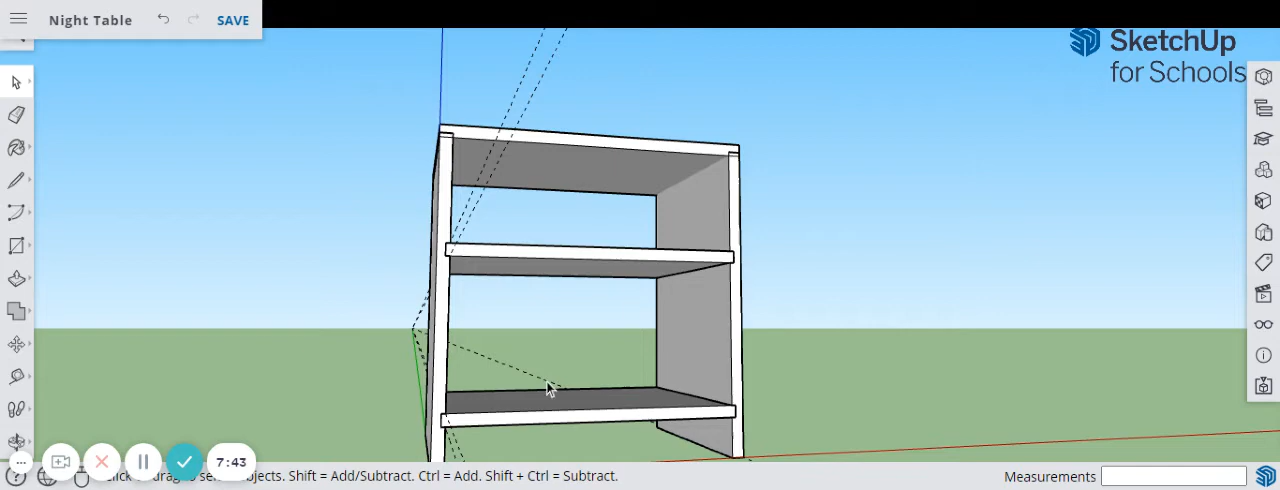 Night Table
SAVE
SketchUp
for Schools
7:43
objects. Shift = Add/Subtract. Ctrl = Add. Shift + Ctrl = Subtract.
Measurements